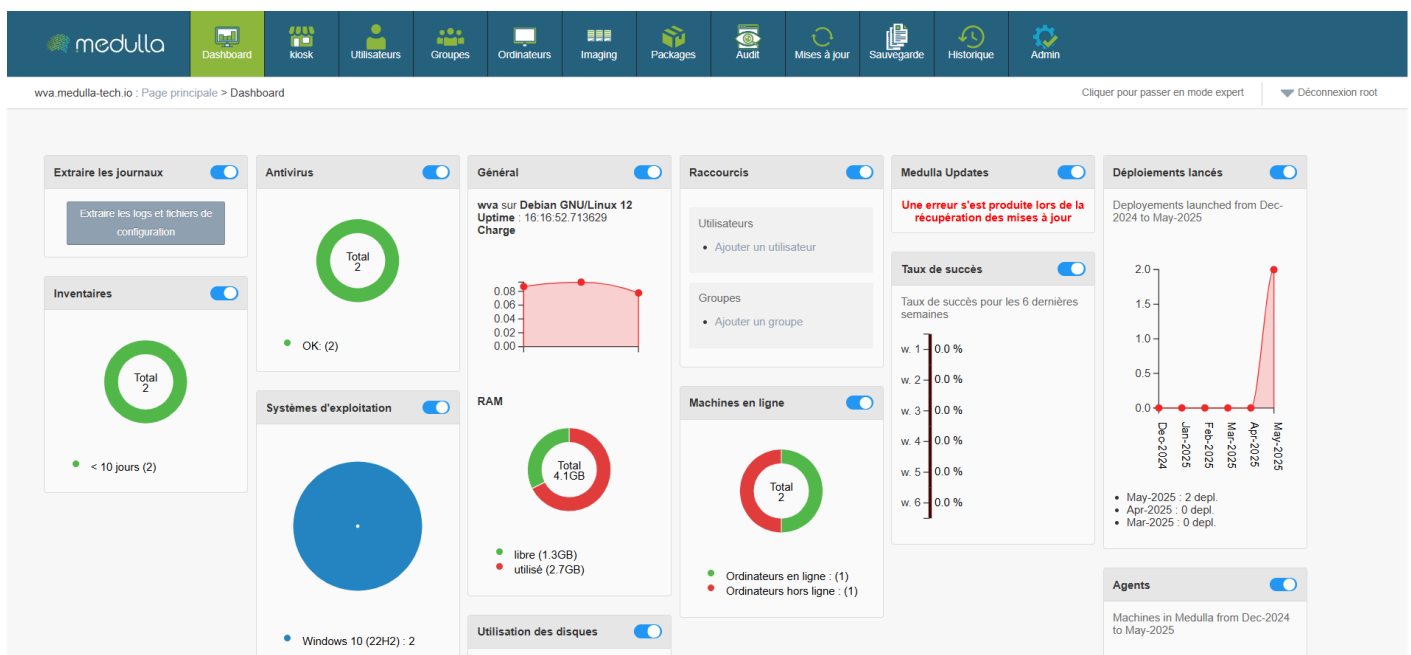 medulla
Dashboard
kiosk
Utilisateurs
Groupes
Ordinateurs
Imaging
Packages
Audit
Mises à jour
Sauvegarde
Historique
Admin
wva.medulla-tech.io : Page principale > Dashboard
Cliquer pour passer en mode expert
Déconnexion root
Extraire les journaux
Extraire les logs et fichiers de
configuration
Inventaires
Total
2
< 10 jours (2)
Antivirus
Total
2
OK: (2)
Systèmes d'exploitation
Windows 10 (22H2) : 2
Général
wva sur Debian GNU/Linux 12
Uptime : 16:16:52.713629
Charge
0.08
0.06
0.04
0.02
0.00
RAM
Total
4.1GB
libre (1.3GB)
utilisé (2.7GB)
Utilisation des disques
Raccourcis
Utilisateurs
Ajouter un utilisateur
Groupes
Ajouter un groupe
Machines en ligne
Total
2
Ordinateurs en ligne : (1)
Ordinateurs hors ligne : (1)
Medulla Updates
Une erreur s'est produite lors de la
récupération des mises à jour
Taux de succès
Taux de succès pour les 6 dernières
semaines
w. 1 0.0 %
w. 2 0.0 %
w. 3 0.0 %
w. 4 0.0 %
w. 5 0.0 %
w. 6 0.0 %
Déploiements lancés
Deployements launched from Dec-
2024 to May-2025
2.0
1.5
1.0
0.5
0.0
Dec-2024
Jan-2025
Feb-2025
Mar-2025
Apr-2025
May-2025
May-2025 : 2 depl.
Apr-2025 : 0 depl.
Mar-2025 : 0 depl.
Agents
Machines in Medulla from Dec-2024
to May-2025